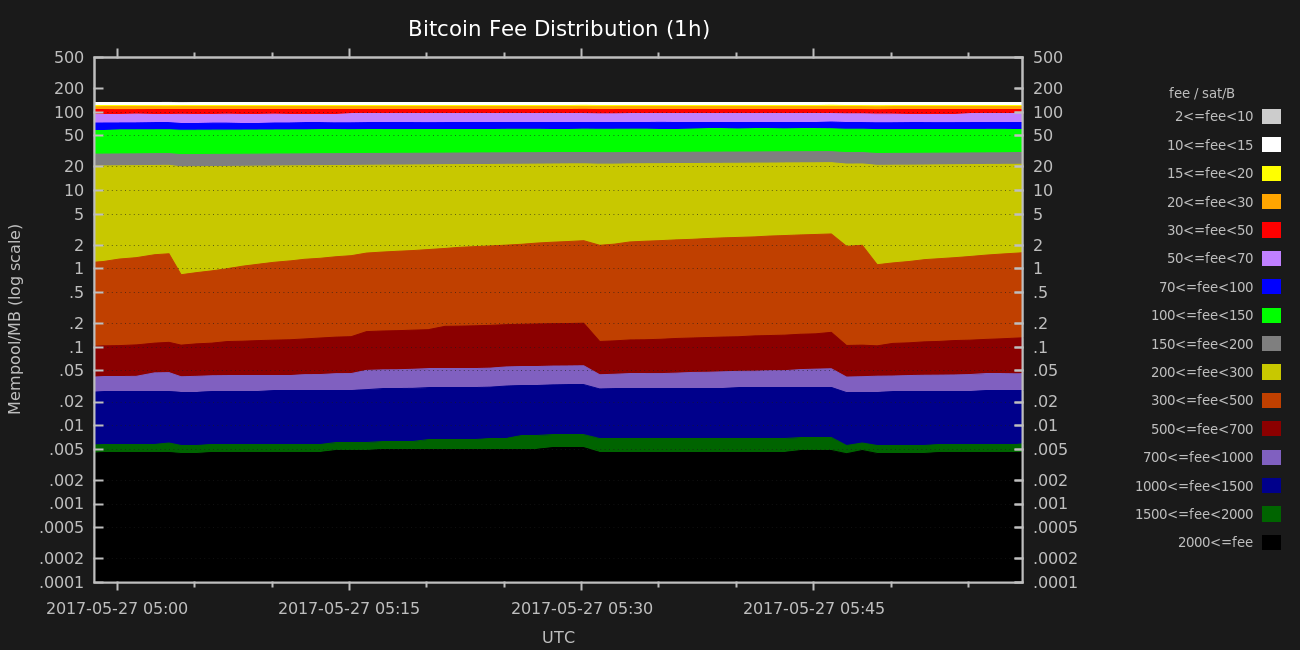 Bitcoin Fee Distribution (1h)
500
200
100
50
20
10
5
2
1
.5
.2
.1
.05
.02
.01
.005
.002
.001
.0005
.0002
.0001
Mempool/MB (log scale)
500
200
100
50
20
10
5
2
1
.5
.2
.1
.05
.02
.01
.005
.002
.001
.0005
.0002
.0001
2017-05-27 05:00
2017-05-27 05:15
2017-05-27 05:30
2017-05-27 05:45
UTC
fee / sat/B
2<=fee<10
10<=fee<15
15<=fee<20
20<=fee<30
30<=fee<50
50<=fee<70
70<=fee<100
100<=fee<150
150<=fee<200
200<=fee<300
300<=fee<500
500<=fee<700
700<=fee<1000
1000<=fee<1500
1500<=fee<2000
2000<=fee